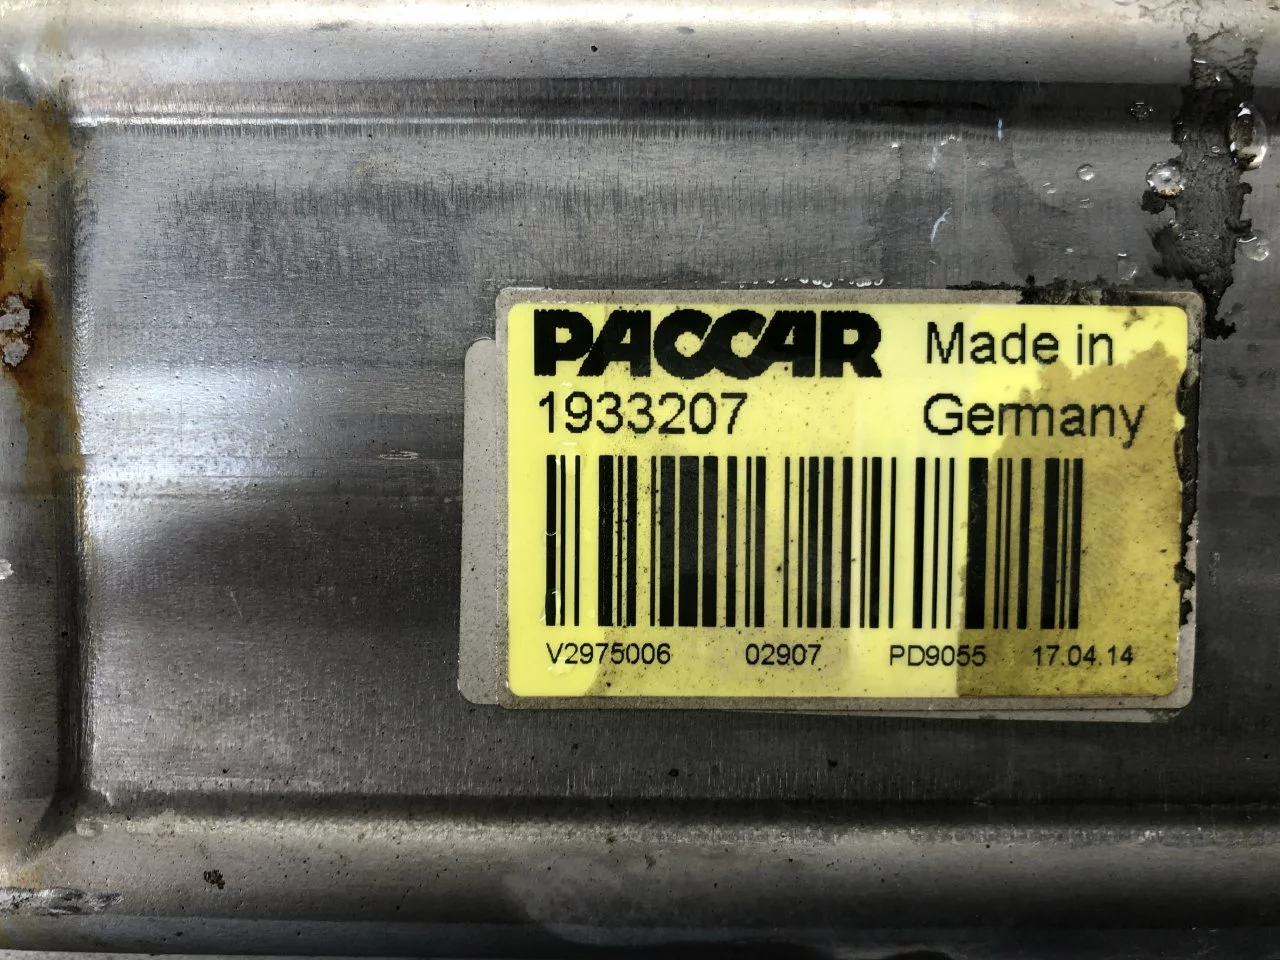 PACCAR Made in
1933207 Germany
V2975006 02907 PD9055 17.04.14